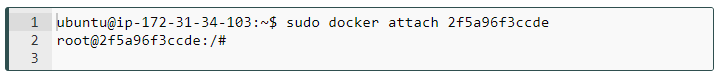 1 ubuntu@ip-172-31-34-103:~$ sudo docker attach 2f5a96f3ccde
2 root@2f5a96f3ccde:/#
3